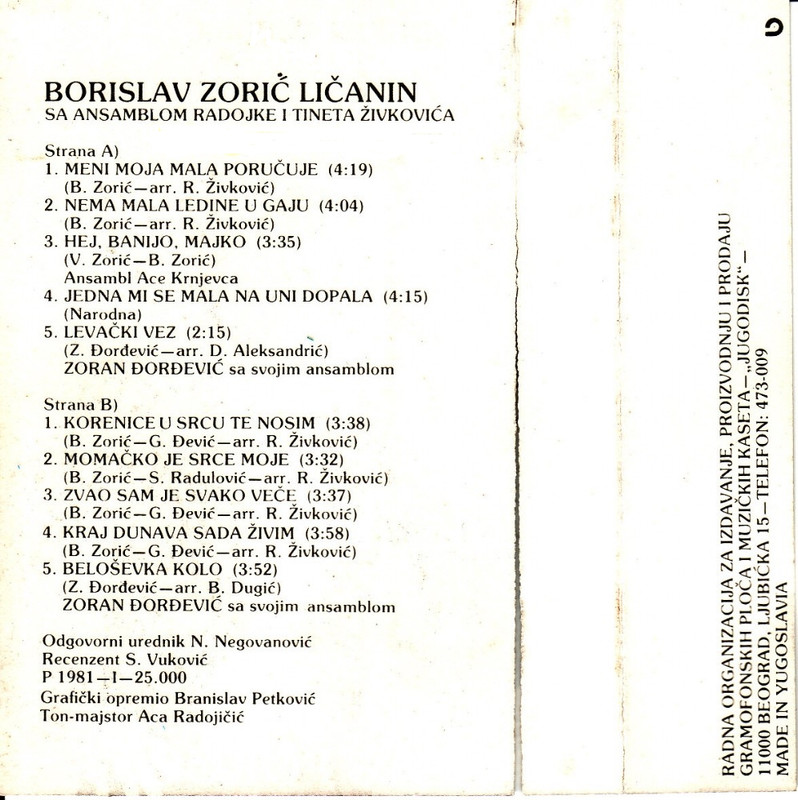 BORISLAV ZORIĆ LIČANIN
SA ANSAMBLOM RADOJKE I TINETA ŽIVKOVIĆA
Strana A)
1. MENI MOJA MALA PORUČUJE (4:19)
(B. Zorić—arr. R. Živković)
2. NEMA MALA LEDINE U GAJU (4:04)
(B. Zorić—arr. R. Živković)
3. HEJ, BANIJO, MAJKO (3:35)
(V. Zorić—B. Zorić)
Ansambl Ace Krnjevca
4. JEDNA MI SE MALA NA UNI DOPALA (4:15)
(Narodna)
5. LEVAČKI VEZ (2:15)
(Z. Đorđević—arr. D. Aleksandrić)
ZORAN ĐORĐEVIĆ sa svojim ansamblom
Strana B)
1. KORENICE U SRCU TE NOSIM (3:38)
(B. Zorić—G. Đević—arr. R. Živković)
2. MOMAČKO JE SRCE MOJE (3:32)
(B. Zorić—S. Radulović—arr. R. Živković)
3. ZVAO SAM JE SVAKO VEČE (3:37)
(B. Zorić—G. Đević—arr. R. Živković)
4. KRAJ DUNAVA SADA ŽIVIM (3:58)
(B. Zorić—G. Đević—arr. R. Živković)
5. BELOŠEVKA KOLO (3:52)
(Z. Đorđević—arr. B. Dugić)
ZORAN ĐORĐEVIĆ sa svojim ansamblom
Odgovorni urednik N. Negovanović
Recenzent S. Vuković
P 1981—I—25.000
Grafički opremio Branislav Petković
Ton-majstor Aca Radojičić
RADNA ORGANIZACIJA ZA IZDAVANJE, PROIZVODNJU I PRODAJU
GRAMOFONSKIH PLOČA I MUZIČKIH KASETA—„JUGODISK“—
11000 BEOGRAD, LJUBIČKA 15—TELEFON: 473-009
MADE IN YUGOSLAVIA